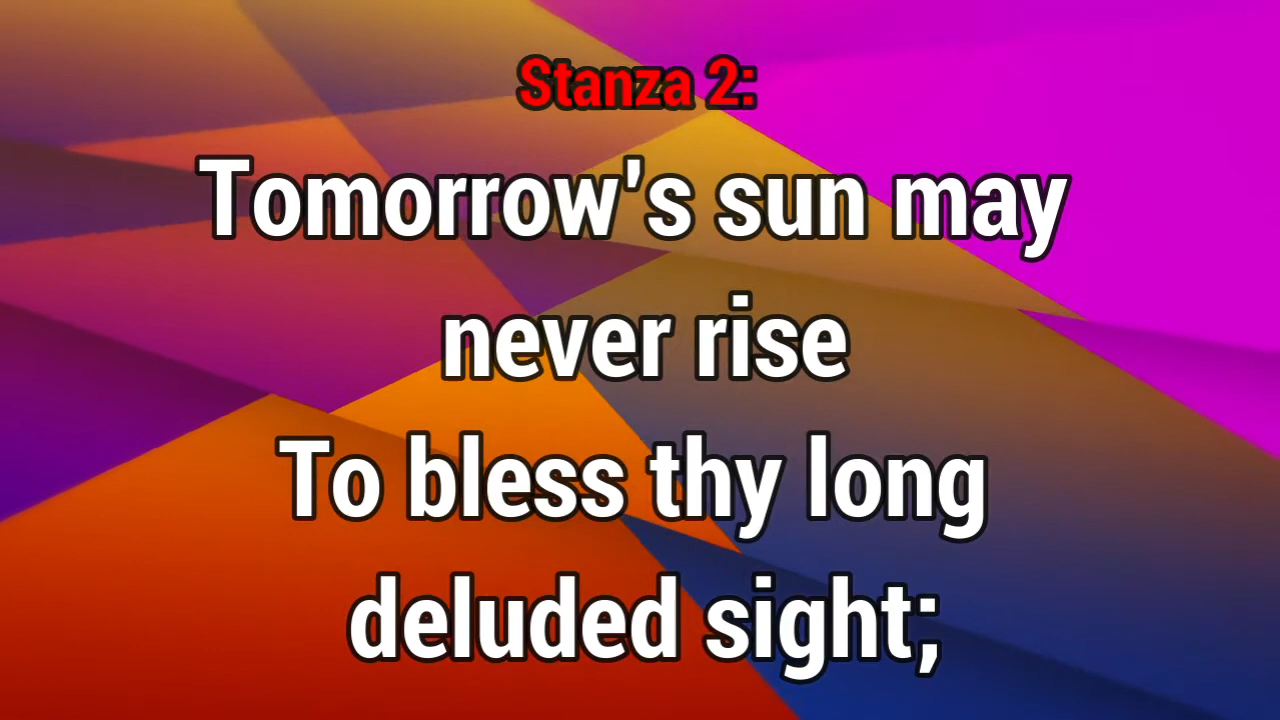 Stanza 2:
Tomorrow's sun may
never rise
To bless thy long
deluded sight;